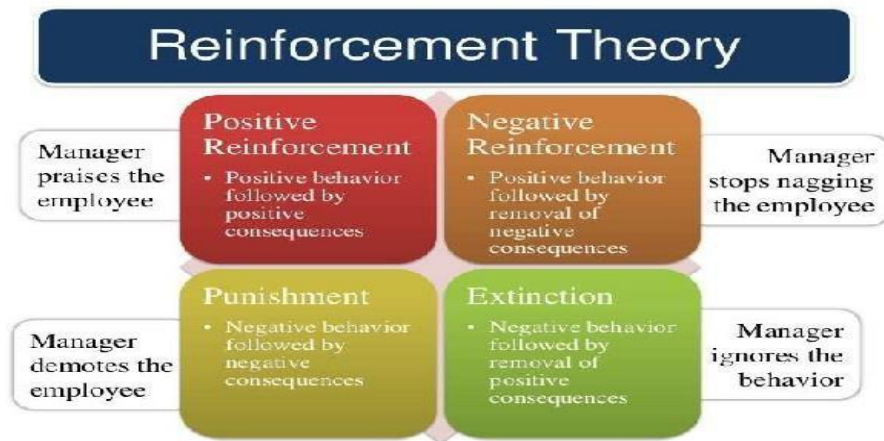 Reinforcement Theory
Manager
praises the
employee
Positive
Reinforcement
• Positive behavior
followed by
positive
consequences
Negative
Reinforcement
• Positive behavior
followed by
removal of
negative
consequences
Manager
stops nagging
the employee
Manager
demotes the
employee
Punishment
• Negative behavior
followed by
negative
consequences
Extinction
• Negative behavior
followed by
removal of
positive
consequences
Manager
ignores the
behavior